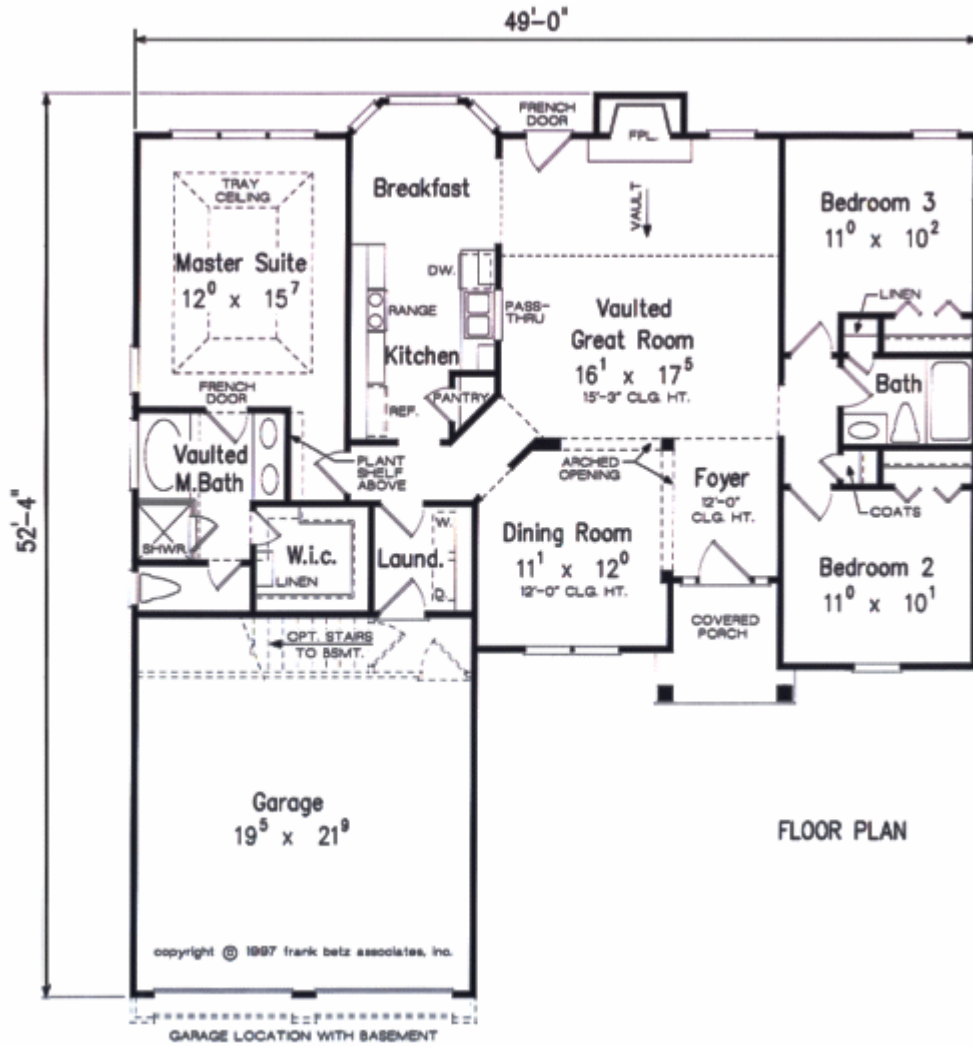 49'-0"
52'-4"
FRENCH
DOOR
FPL.
TRAY
CEILING
Master Suite
12⁰ x 15⁷
FRENCH
DOOR
Breakfast
DW.
RANGE
PASS-
THRU
Kitchen
PANTRY
REF.
VAULT
Vaulted
Great Room
16¹ x 17⁵
15'-3" CLG. HT.
Bedroom 3
11⁰ x 10²
LINEN
Bath
COATS
Bedroom 2
11⁰ x 10¹
Vaulted
M.Bath
SHWR.
PLANT
SHELF
ABOVE
W.i.c.
LINEN
W.
Laund.
D.
ARCHED
OPENING
Foyer
12'-0"
CLG. HT.
Dining Room
11¹ x 12⁰
12'-0" CLG. HT.
COVERED
PORCH
OPT. STAIRS
TO BSMT.
Garage
19⁵ x 21⁹
FLOOR PLAN
copyright © 1997 frank betz associates, inc.
GARAGE LOCATION WITH BASEMENT